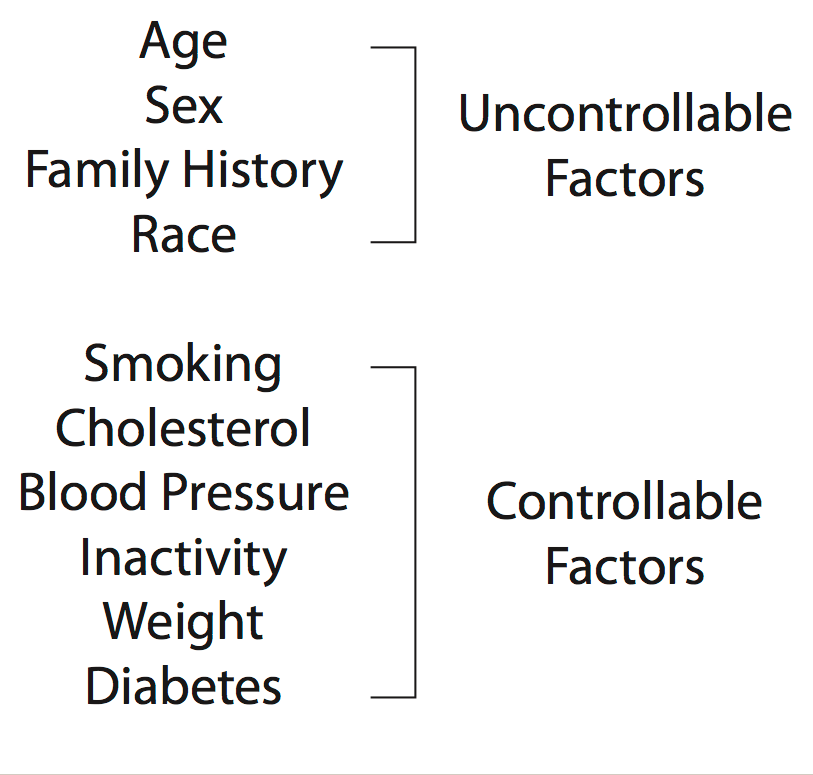 Age
Sex
Family History
Race
Uncontrollable
Factors
Smoking
Cholesterol
Blood Pressure
Inactivity
Weight
Diabetes
Controllable
Factors